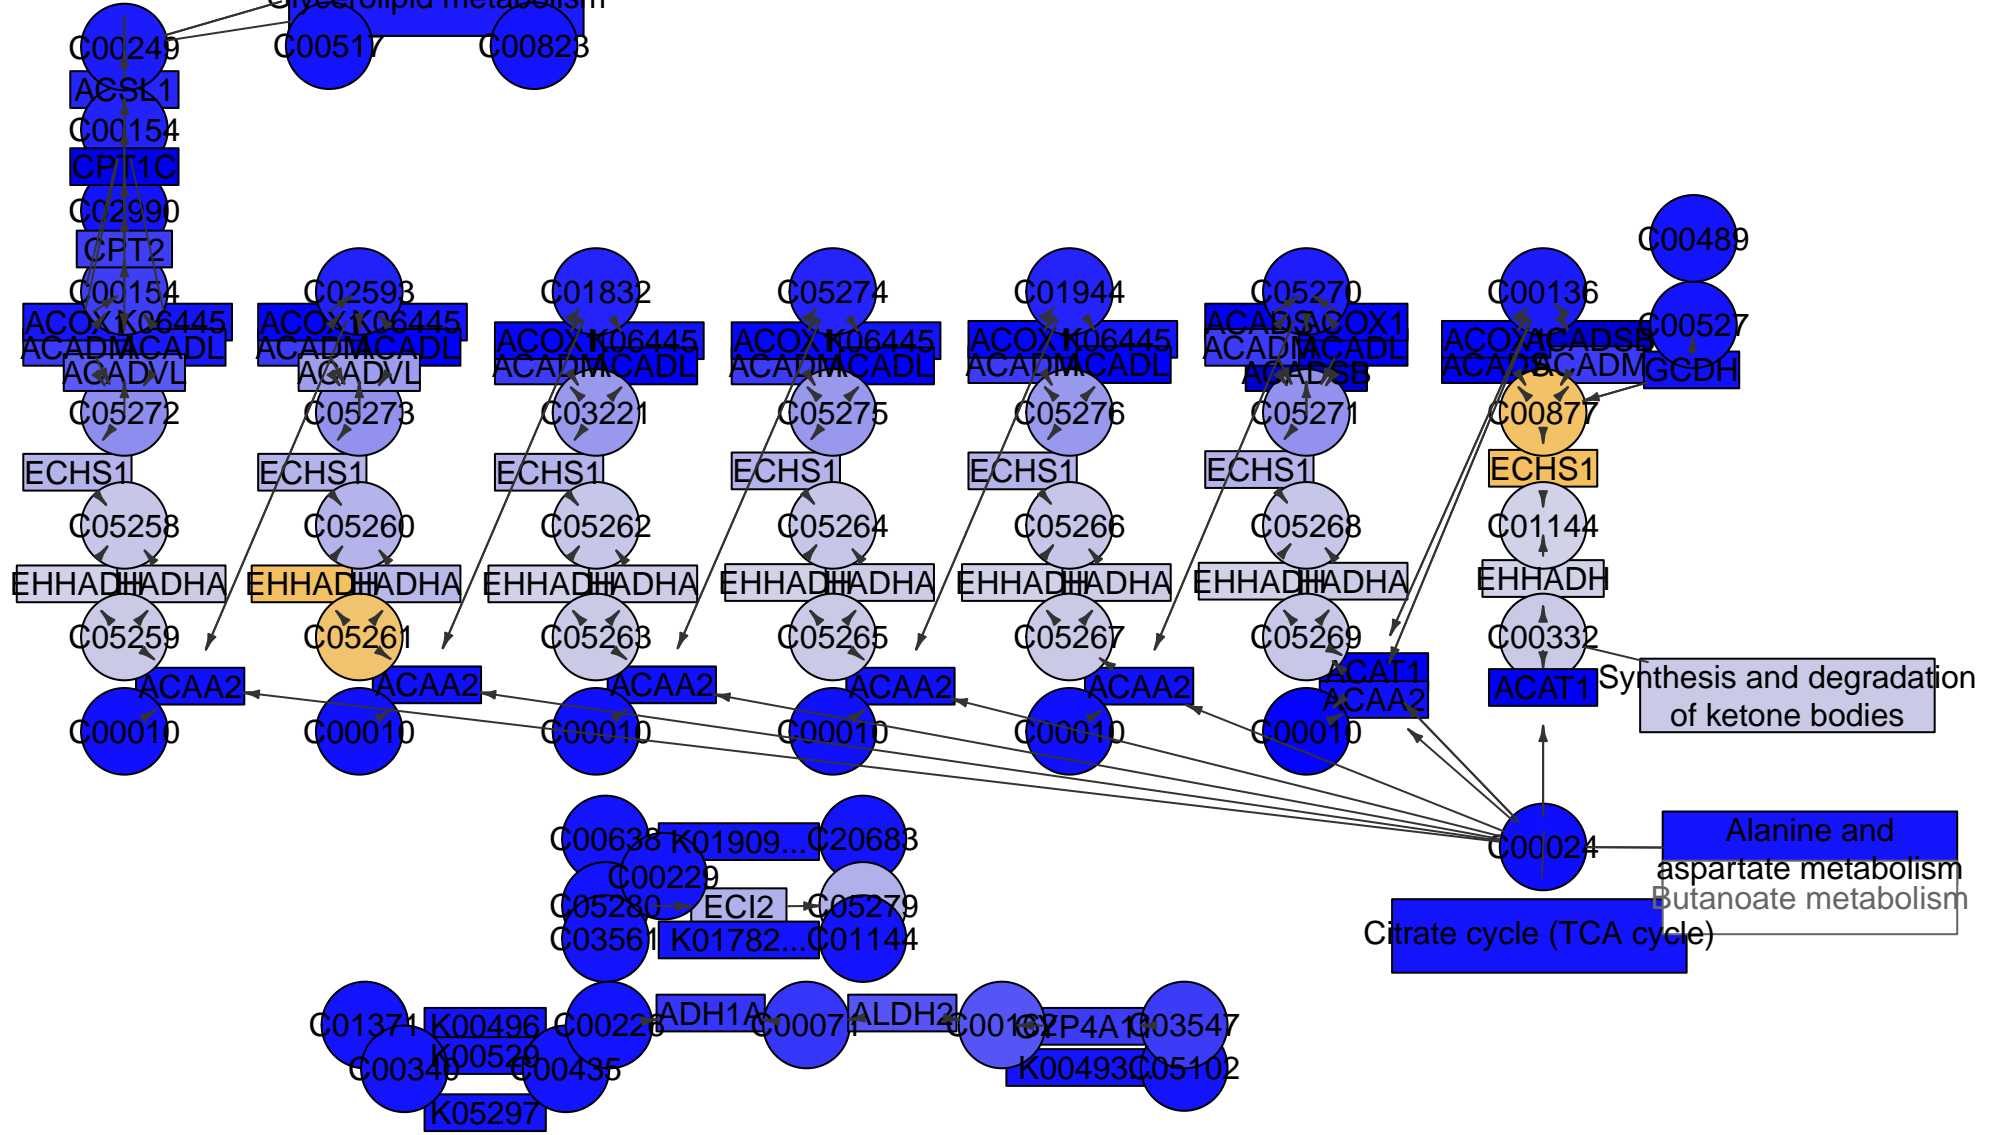 Glycerolipid metabolism
C00249
C00517
C00823
ACSL1
C00154
CPT1C
C02990
C00489
CPT2
C00154
C02593
C01832
C05274
C01944
C05270
C00136
C00527
ACOX1
K06445
ACOX1
K06445
ACOX1
K06445
ACOX1
K06445
ACOX1
K06445
ACADS
ACOX1
ACOX1
ACADSB
ACADM
ACADL
ACADM
ACADL
ACADM
ACADL
ACADM
ACADL
ACADM
ACADL
ACADM
ACADL
ACADS
ACADM
GCDH
ACADVL
ACADVL
ACADSB
C05272
C05273
C03221
C05275
C05276
C05271
C00877
ECHS1
ECHS1
ECHS1
ECHS1
ECHS1
ECHS1
ECHS1
C05258
C05260
C05262
C05264
C05266
C05268
C01144
EHHADH
HADHA
EHHADH
HADHA
EHHADH
HADHA
EHHADH
HADHA
EHHADH
HADHA
EHHADH
HADHA
EHHADH
C05259
C05261
C05263
C05265
C05267
C05269
C00332
ACAA2
ACAA2
ACAA2
ACAA2
ACAA2
ACAT1
ACAA2
ACAT1
Synthesis and degradation
of ketone bodies
C00010
C00010
C00010
C00010
C00010
C00010
C00638
K01909...
C20683
C00024
Alanine and
aspartate metabolism
C00229
Butanoate metabolism
C05280
ECI2
C05279
C03561
K01782...
C01144
Citrate cycle (TCA cycle)
C01371
K00496
C00226
ADH1A
C00071
ALDH2
C00162
CYP4A11
C03547
K00529
C00340
C00435
K00493...
C05102
K05297